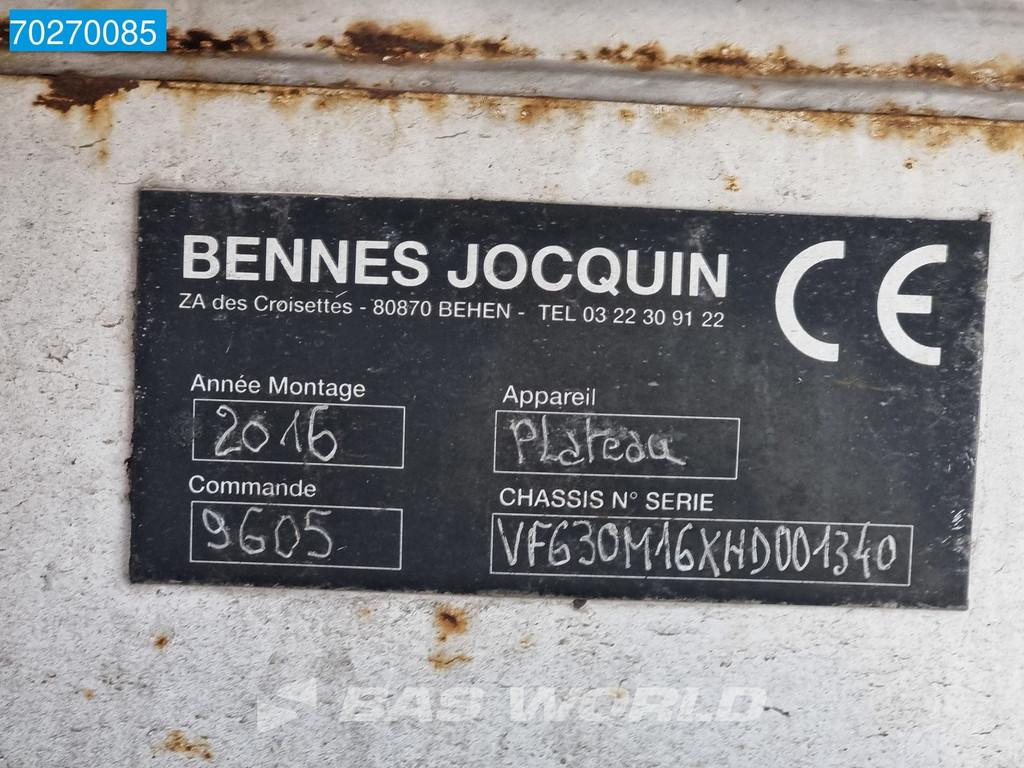 70270085
BENNES JOCQUIN
CE
ZA des Croisettes - 80870 BEHEN - TEL 03 22 30 91 22
Année Montage
2016
Appareil
PLateau
Commande
9605
CHASSIS N° SERIE
VF630M16XHD001340
BAS WORLD